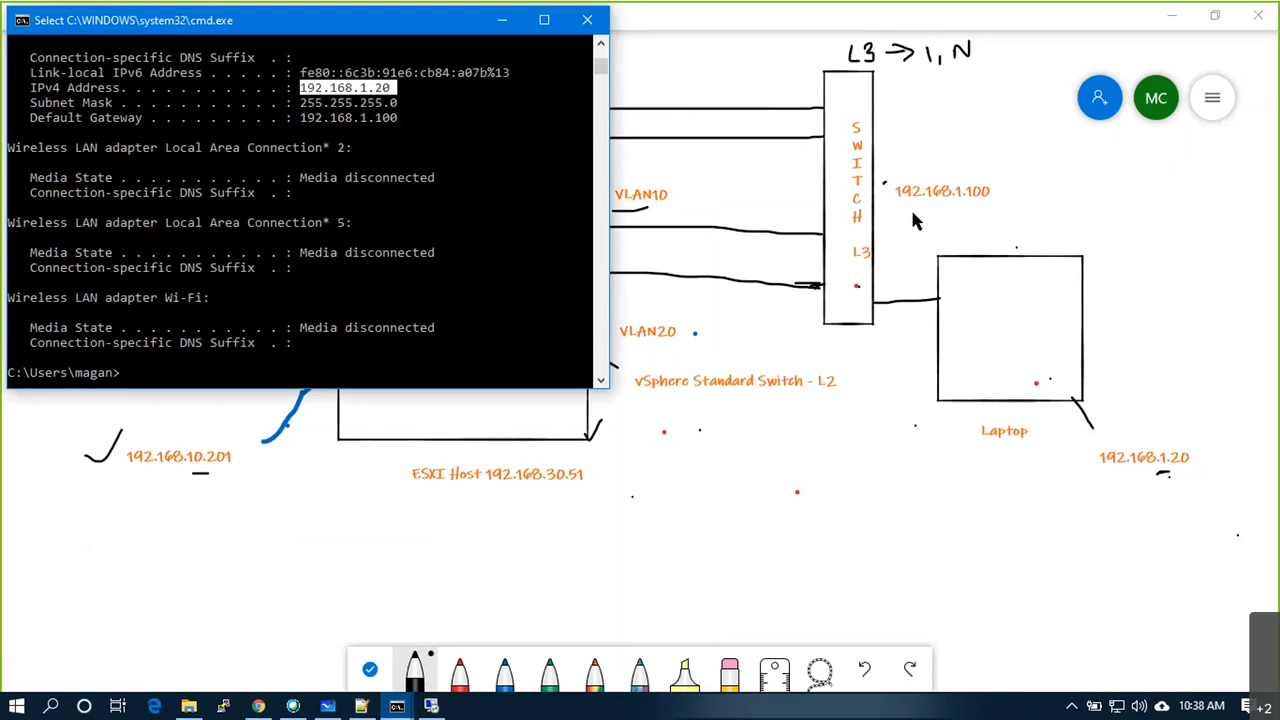 Select C:\WINDOWS\system32\cmd.exe
Connection-specific DNS Suffix  . :
Link-local IPv6 Address . . . . . : fe80::6c3b:91e6:cb84:a07b%13
IPv4 Address. . . . . . . . . . . : 192.168.1.20
Subnet Mask . . . . . . . . . . . : 255.255.255.0
Default Gateway . . . . . . . . . : 192.168.1.100
Wireless LAN adapter Local Area Connection* 2:
Media State . . . . . . . . . . . : Media disconnected
Connection-specific DNS Suffix  . :
Wireless LAN adapter Local Area Connection* 5:
Media State . . . . . . . . . . . : Media disconnected
Connection-specific DNS Suffix  . :
Wireless LAN adapter Wi-Fi:
Media State . . . . . . . . . . . : Media disconnected
Connection-specific DNS Suffix  . :
C:\Users\magan>
L3 → 1, N
MC
SWITCH
L3
192.168.1.100
VLAN10
VLAN20
vSphere Standard Switch - L2
Laptop
192.168.10.201
192.168.1.20
ESXI Host 192.168.30.51
10:38 AM
+2